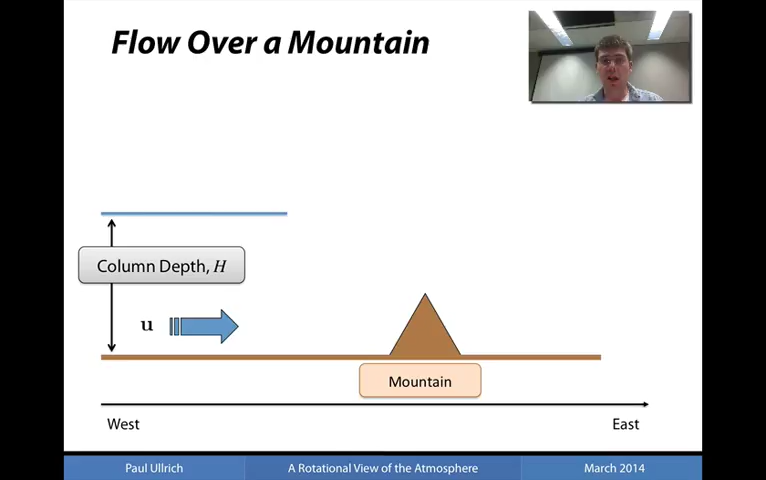 Flow Over a Mountain
Column Depth, H
u
Mountain
West
East
Paul Ullrich
A Rotational View of the Atmosphere
March 2014